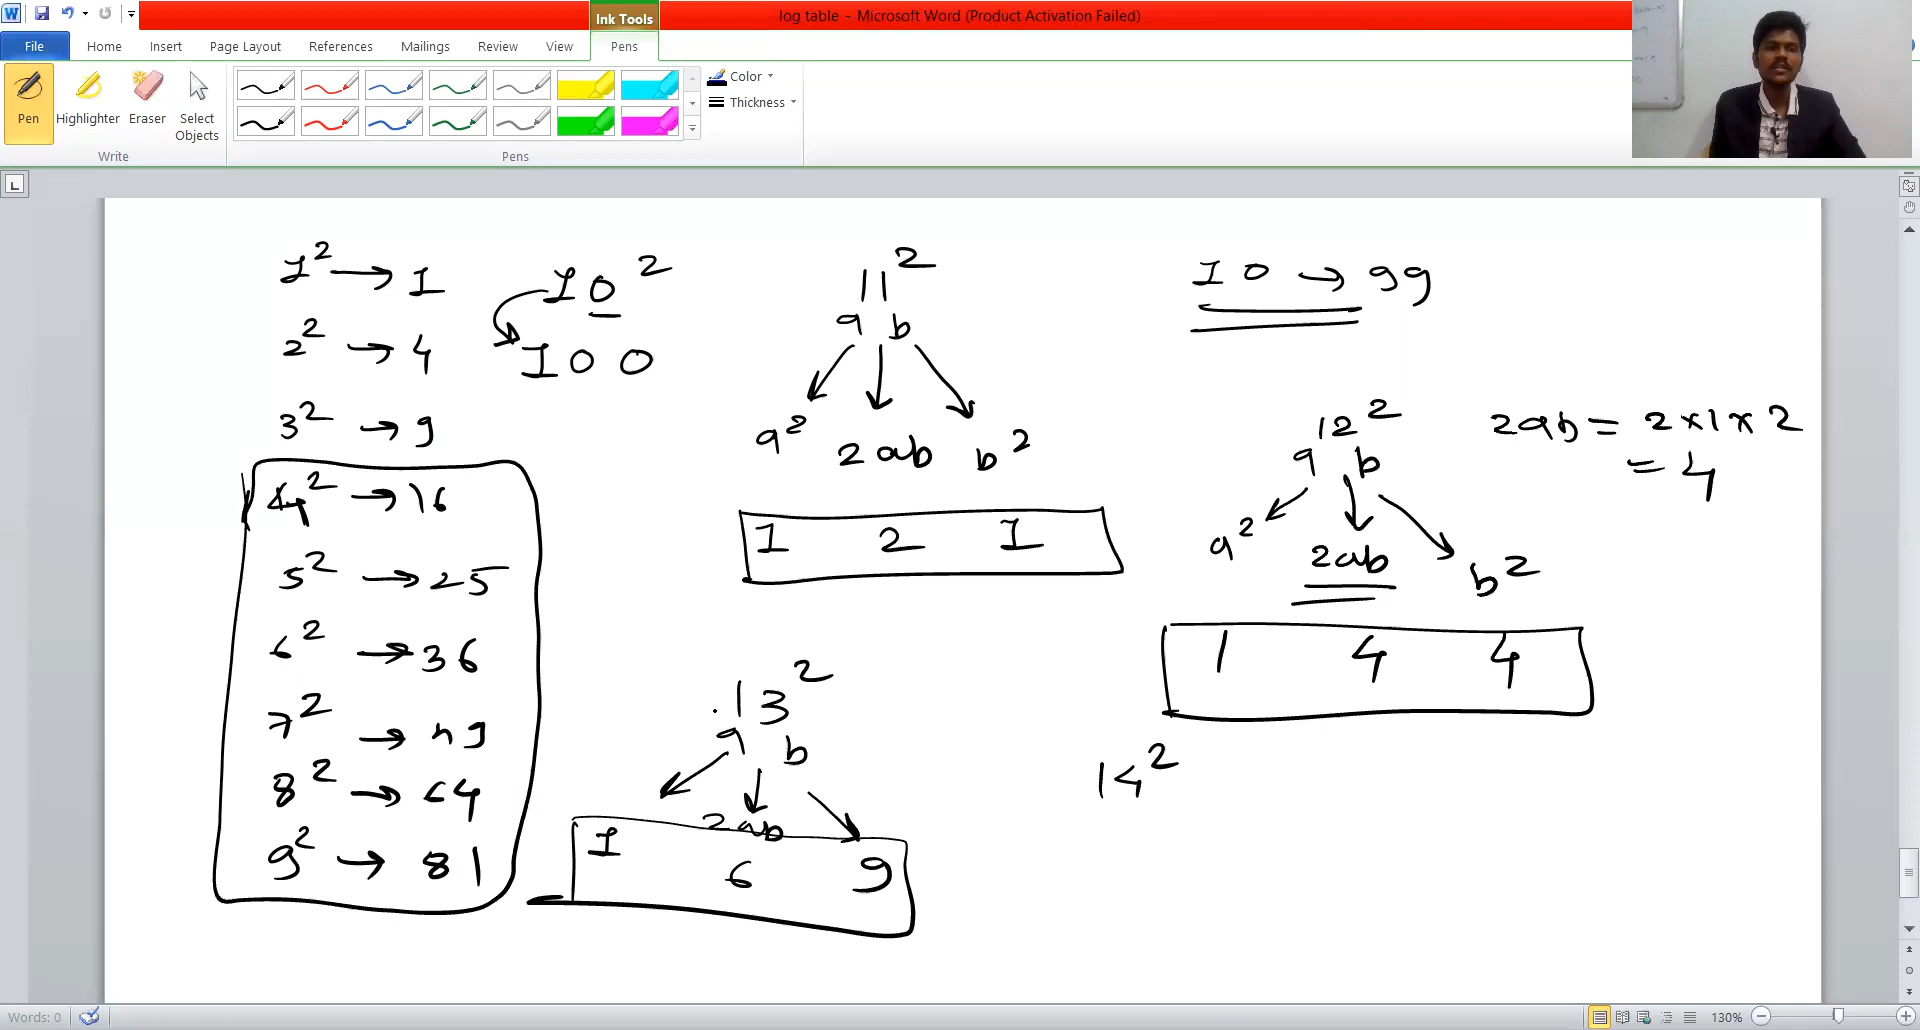 log table - Microsoft Word (Product Activation Failed)
Ink Tools
File Home Insert Page Layout References Mailings Review View Pens
Pen Highlighter Eraser Select Objects
Color
Thickness
Write Pens
1² → 1
2² → 4
3² → 9
4² → 16
5² → 25
6² → 36
7² → 49
8² → 64
9² → 81
10²
100
11²
a b
a² 2ab b²
1 2 1
13²
a b
2ab
1 6 9
10 → 99
12²
a b
a² 2ab b²
1 4 4
2ab = 2×1×2
= 4
14²
Words: 0
130%